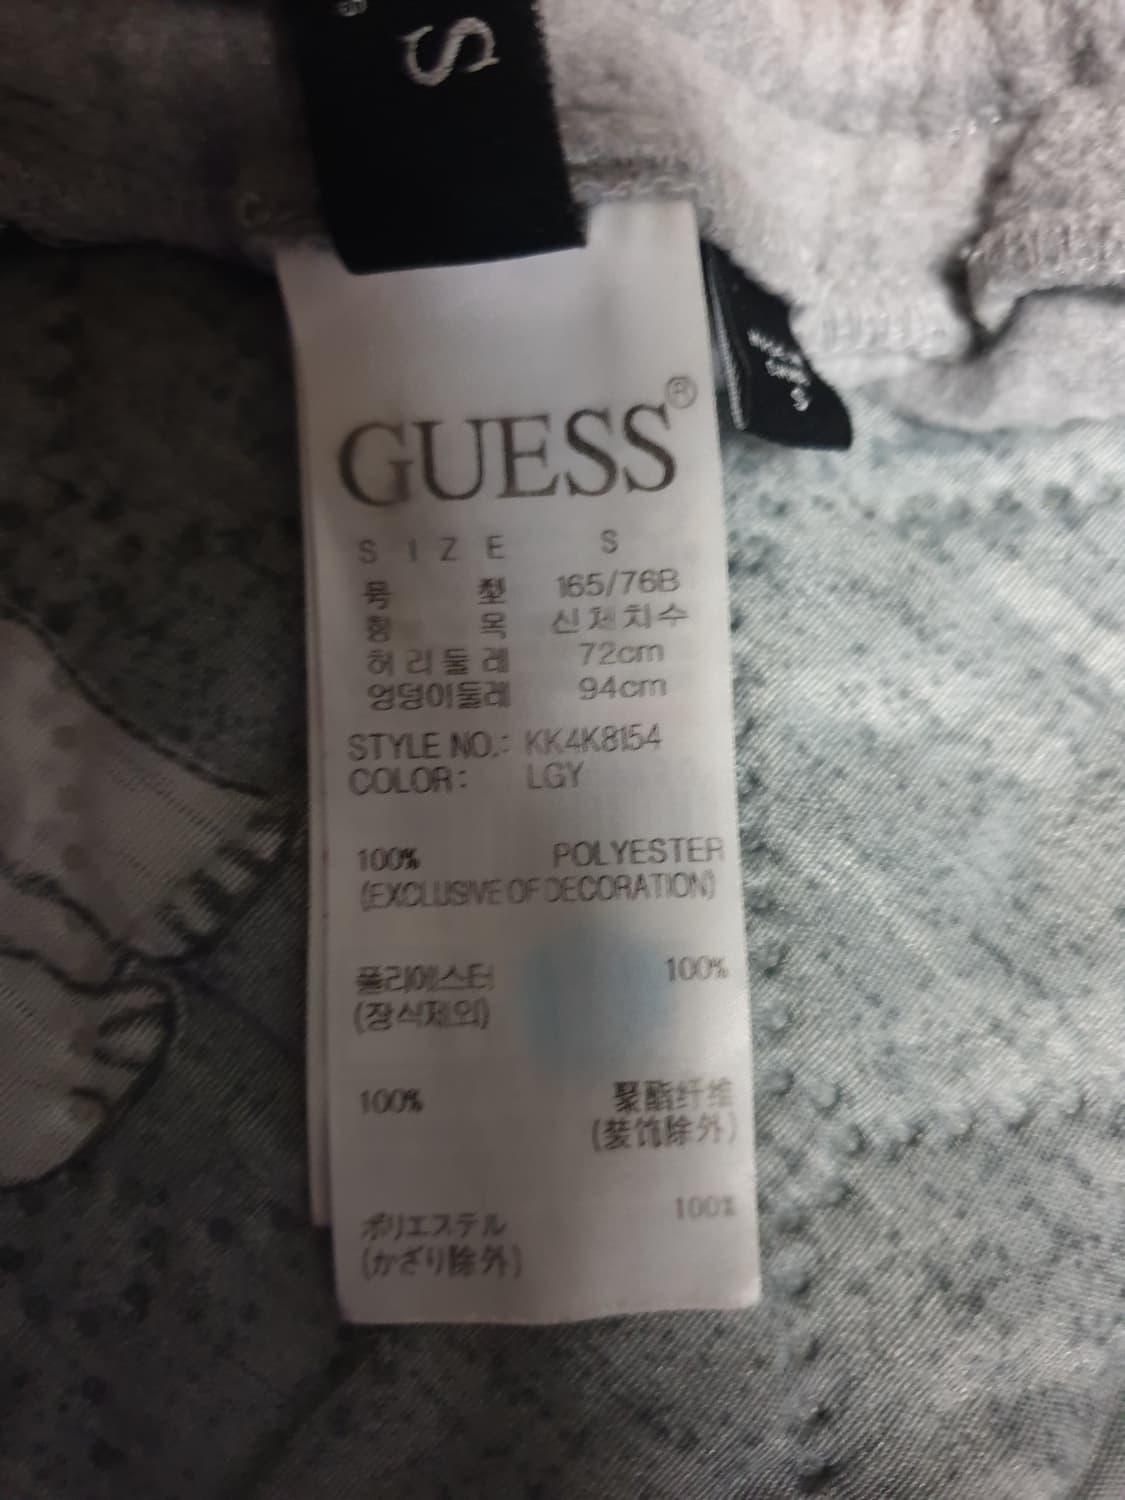 S
GUESS®
SIZE S
号型 165/76B
항목 신체치수
허리둘레 72cm
엉덩이둘레 94cm
STYLE NO.: KK4K8154
COLOR: LGY
100% POLYESTER
(EXCLUSIVE OF DECORATION)
폴리에스터 100%
(장식제외)
100% 聚酯纤维
(装饰除外)
ポリエステル 100%
(かざり除外)